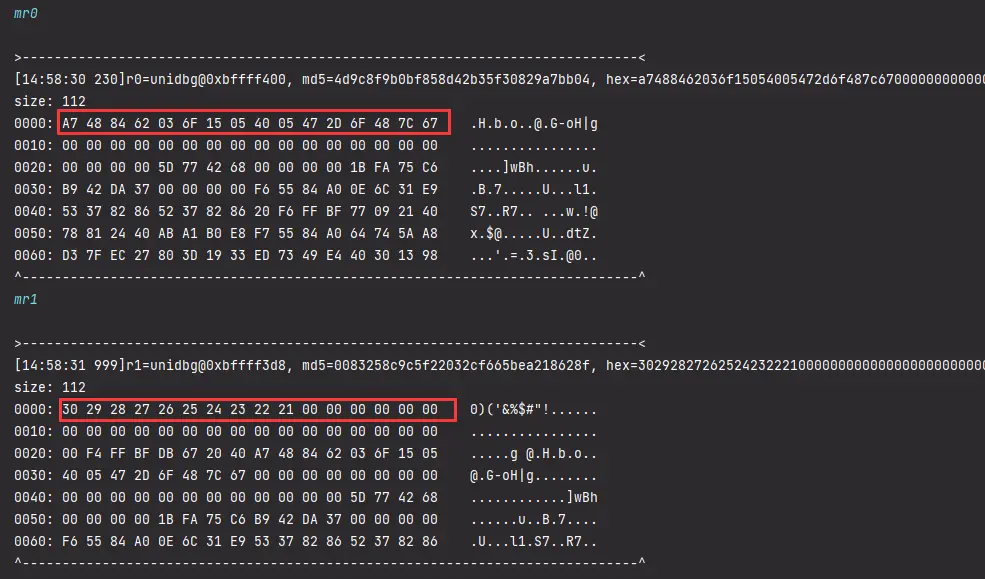 mr0
>-----------------------------------------------------------------------------<
[14:58:30 230]r0=unidbg@0xbffff400, md5=4d9c8f9b0bf858d42b35f30829a7bb04, hex=a7488462036f15054005472d6f487c67000000000000
size: 112
0000: A7 48 84 62 03 6F 15 05 40 05 47 2D 6F 48 7C 67    .H.b.o..@.G-oH|g
0010: 00 00 00 00 00 00 00 00 00 00 00 00 00 00 00 00    ................
0020: 00 00 00 00 5D 77 42 68 00 00 00 00 1B FA 75 C6    ....]wBh......u.
0030: B9 42 DA 37 00 00 00 00 F6 55 84 A0 0E 6C 31 E9    .B.7.....U...l1.
0040: 53 37 82 86 52 37 82 86 20 F6 FF BF 77 09 21 40    S7..R7.. ...w.!@
0050: 78 81 24 40 AB A1 B0 E8 F7 55 84 A0 64 74 5A A8    x.$@.....U..dtZ.
0060: D3 7F EC 27 80 3D 19 33 ED 73 49 E4 40 30 13 98    ...'.=.3.sI.@0..
^-----------------------------------------------------------------------------^
mr1
>-----------------------------------------------------------------------------<
[14:58:31 999]r1=unidbg@0xbffff3d8, md5=0083258c9c5f22032cf665bea218628f, hex=30292827262524232221000000000000000000000000
size: 112
0000: 30 29 28 27 26 25 24 23 22 21 00 00 00 00 00 00    0)('&%$#"!......
0010: 00 00 00 00 00 00 00 00 00 00 00 00 00 00 00 00    ................
0020: 00 F4 FF BF DB 67 20 40 A7 48 84 62 03 6F 15 05    .....g @.H.b.o..
0030: 40 05 47 2D 6F 48 7C 67 00 00 00 00 00 00 00 00    @.G-oH|g........
0040: 00 00 00 00 00 00 00 00 00 00 00 00 5D 77 42 68    ............]wBh
0050: 00 00 00 00 1B FA 75 C6 B9 42 DA 37 00 00 00 00    ......u..B.7....
0060: F6 55 84 A0 0E 6C 31 E9 53 37 82 86 52 37 82 86    .U...l1.S7..R7..
^-----------------------------------------------------------------------------^